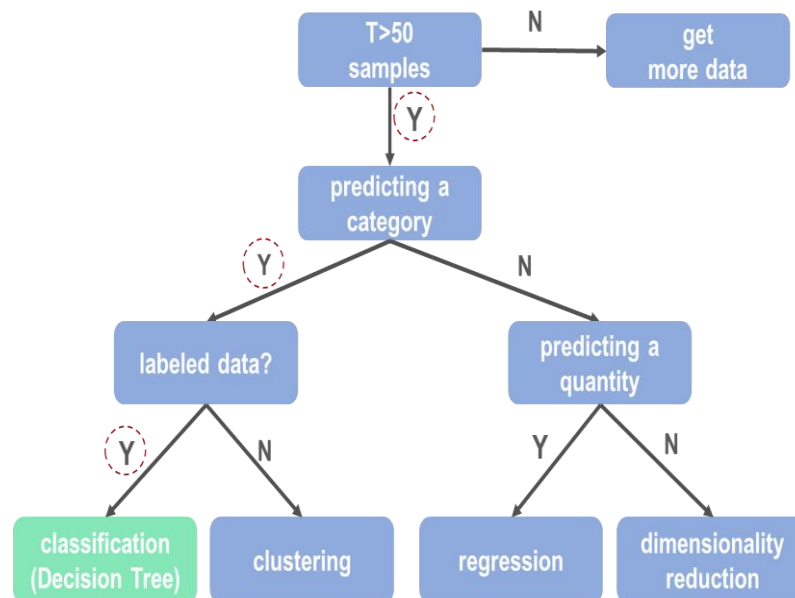 T>50
samples
N
get
more data
Y
predicting a
category
Y
N
labeled data?
predicting a
quantity
Y
N
Y
N
classification
(Decision Tree)
clustering
regression
dimensionality
reduction